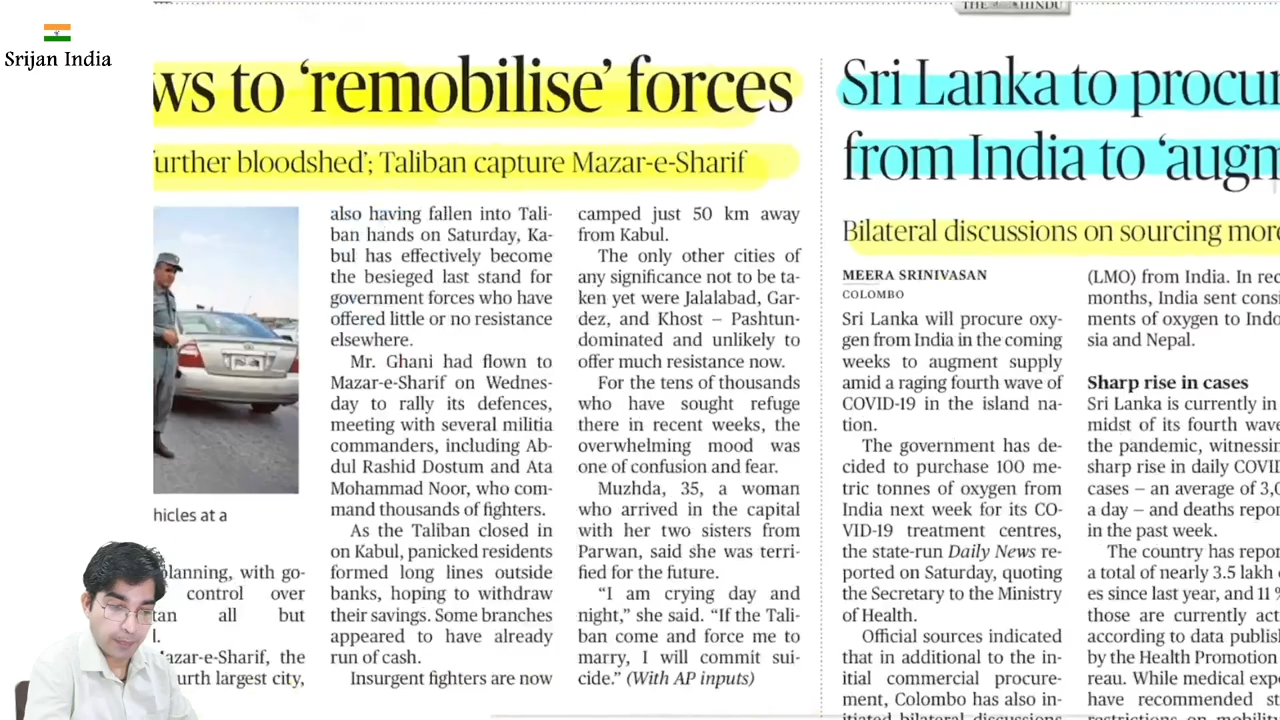 THE HINDU
Srijan India
ws to ‘remobilise’ forces
further bloodshed’; Taliban capture Mazar-e-Sharif
hicles at a
planning, with go-
control over
tan all but
l.
Mazar-e-Sharif, the
urth largest city,
also having fallen into Tali-
ban hands on Saturday, Ka-
bul has effectively become
the besieged last stand for
government forces who have
offered little or no resistance
elsewhere.
Mr. Ghani had flown to
Mazar-e-Sharif on Wednes-
day to rally its defences,
meeting with several militia
commanders, including Ab-
dul Rashid Dostum and Ata
Mohammad Noor, who com-
mand thousands of fighters.
As the Taliban closed in
on Kabul, panicked residents
formed long lines outside
banks, hoping to withdraw
their savings. Some branches
appeared to have already
run of cash.
Insurgent fighters are now
camped just 50 km away
from Kabul.
The only other cities of
any significance not to be ta-
ken yet were Jalalabad, Gar-
dez, and Khost – Pashtun-
dominated and unlikely to
offer much resistance now.
For the tens of thousands
who have sought refuge
there in recent weeks, the
overwhelming mood was
one of confusion and fear.
Muzhda, 35, a woman
who arrived in the capital
with her two sisters from
Parwan, said she was terri-
fied for the future.
“I am crying day and
night,” she said. “If the Tali-
ban come and force me to
marry, I will commit sui-
cide.” (With AP inputs)
Sri Lanka to procur
from India to ‘augn
Bilateral discussions on sourcing more
MEERA SRINIVASAN
COLOMBO
Sri Lanka will procure oxy-
gen from India in the coming
weeks to augment supply
amid a raging fourth wave of
COVID-19 in the island na-
tion.
The government has de-
cided to purchase 100 me-
tric tonnes of oxygen from
India next week for its CO-
VID-19 treatment centres,
the state-run Daily News re-
ported on Saturday, quoting
the Secretary to the Ministry
of Health.
Official sources indicated
that in additional to the in-
itial commercial procure-
ment, Colombo has also in-
itiated bilateral discussions
(LMO) from India. In rec
months, India sent consi
ments of oxygen to Indo
sia and Nepal.
Sharp rise in cases
Sri Lanka is currently in
midst of its fourth wave
the pandemic, witnessin
sharp rise in daily COVI
cases – an average of 3,0
a day – and deaths repor
in the past week.
The country has repor
a total of nearly 3.5 lakh
es since last year, and 11 %
those are currently act
according to data publis
by the Health Promotion
reau. While medical expe
have recommended st
restrictions on mobilit